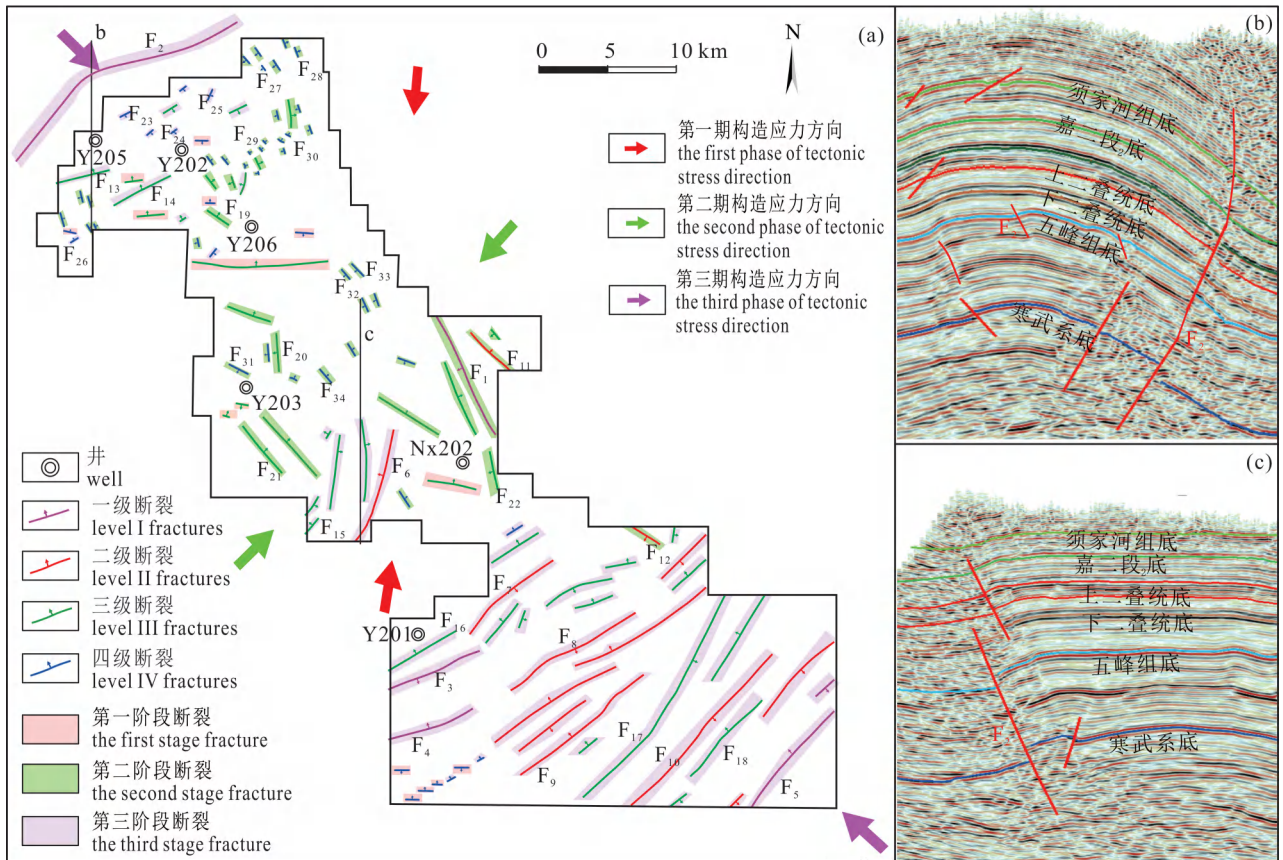 (a)
b
F2
0 5 10 km
N
第一期构造应力方向
the first phase of tectonic
stress direction
第二期构造应力方向
the second phase of tectonic
stress direction
第三期构造应力方向
the third phase of tectonic
stress direction
F28
F27
F25
F23
F24
F29
F30
Y205
Y202
F13
F14
F19
Y206
F26
F33
F32
c
F20
F31
F1
F11
Y203
F34
Nx202
F21
F6
F22
F15
F12
F7
F16
Y201
F8
F3
F4
F17
F10
F18
F9
F5
井
well
一级断裂
level I fractures
二级断裂
level II fractures
三级断裂
level III fractures
四级断裂
level IV fractures
第一阶段断裂
the first stage fracture
第二阶段断裂
the second stage fracture
第三阶段断裂
the third stage fracture
(b)
须家河组底
嘉二段2底
上二叠统底
下二叠统底
五峰组底
寒武系底
(c)
须家河组底
嘉二段2底
上二叠统底
下二叠统底
五峰组底
寒武系底